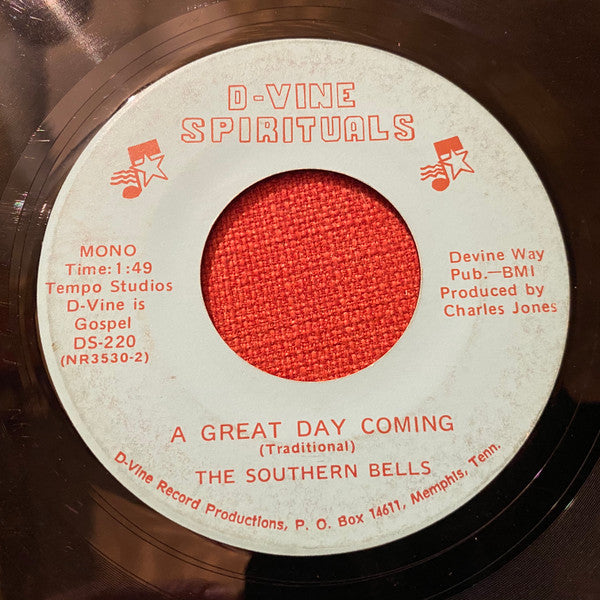 D-VINE
SPIRITUALS
MONO
Time: 1:49
Tempo Studios
D-Vine is
Gospel
DS-220
(NR3530-2)
Devine Way
Pub.—BMI
Produced by
Charles Jones
A GREAT DAY COMING
(Traditional)
THE SOUTHERN BELLS
D-Vine Record Productions, P. O. Box 14611, Memphis, Tenn.